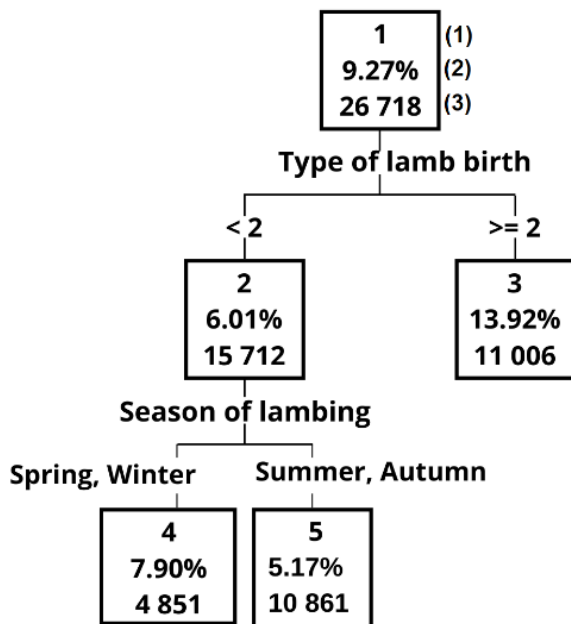 1 (1)
9.27% (2)
26 718 (3)
Type of lamb birth
< 2 >= 2
2 3
6.01% 13.92%
15 712 11 006
Season of lambing
Spring, Winter Summer, Autumn
4 5
7.90% 5.17%
4 851 10 861